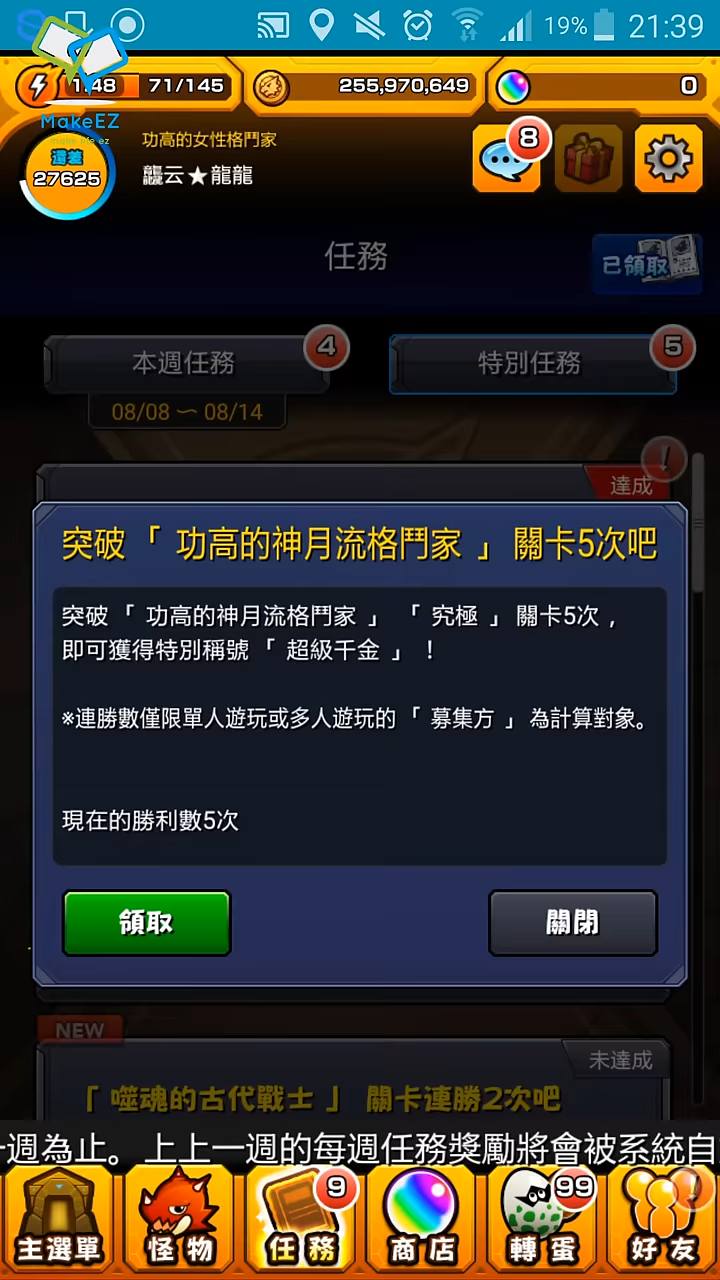 19% 21:39
1:48 71/145 255,970,649 0
MakeEZ
還差
27625
功高的女性格鬥家
龗云★龍龍
8
任務
已領取
本週任務 4
特別任務 5
08/08 ～ 08/14
達成
突破「功高的神月流格鬥家」關卡5次吧
突破「功高的神月流格鬥家」「究極」關卡5次，
即可獲得特別稱號「超級千金」！
※連勝數僅限單人遊玩或多人遊玩的「募集方」為計算對象。
現在的勝利數5次
領取
關閉
NEW
未達成
「噬魂的古代戰士」關卡連勝2次吧
一週為止。上上一週的每週任務獎勵將會被系統自
9 99
主選單 怪物 任務 商店 轉蛋 好友